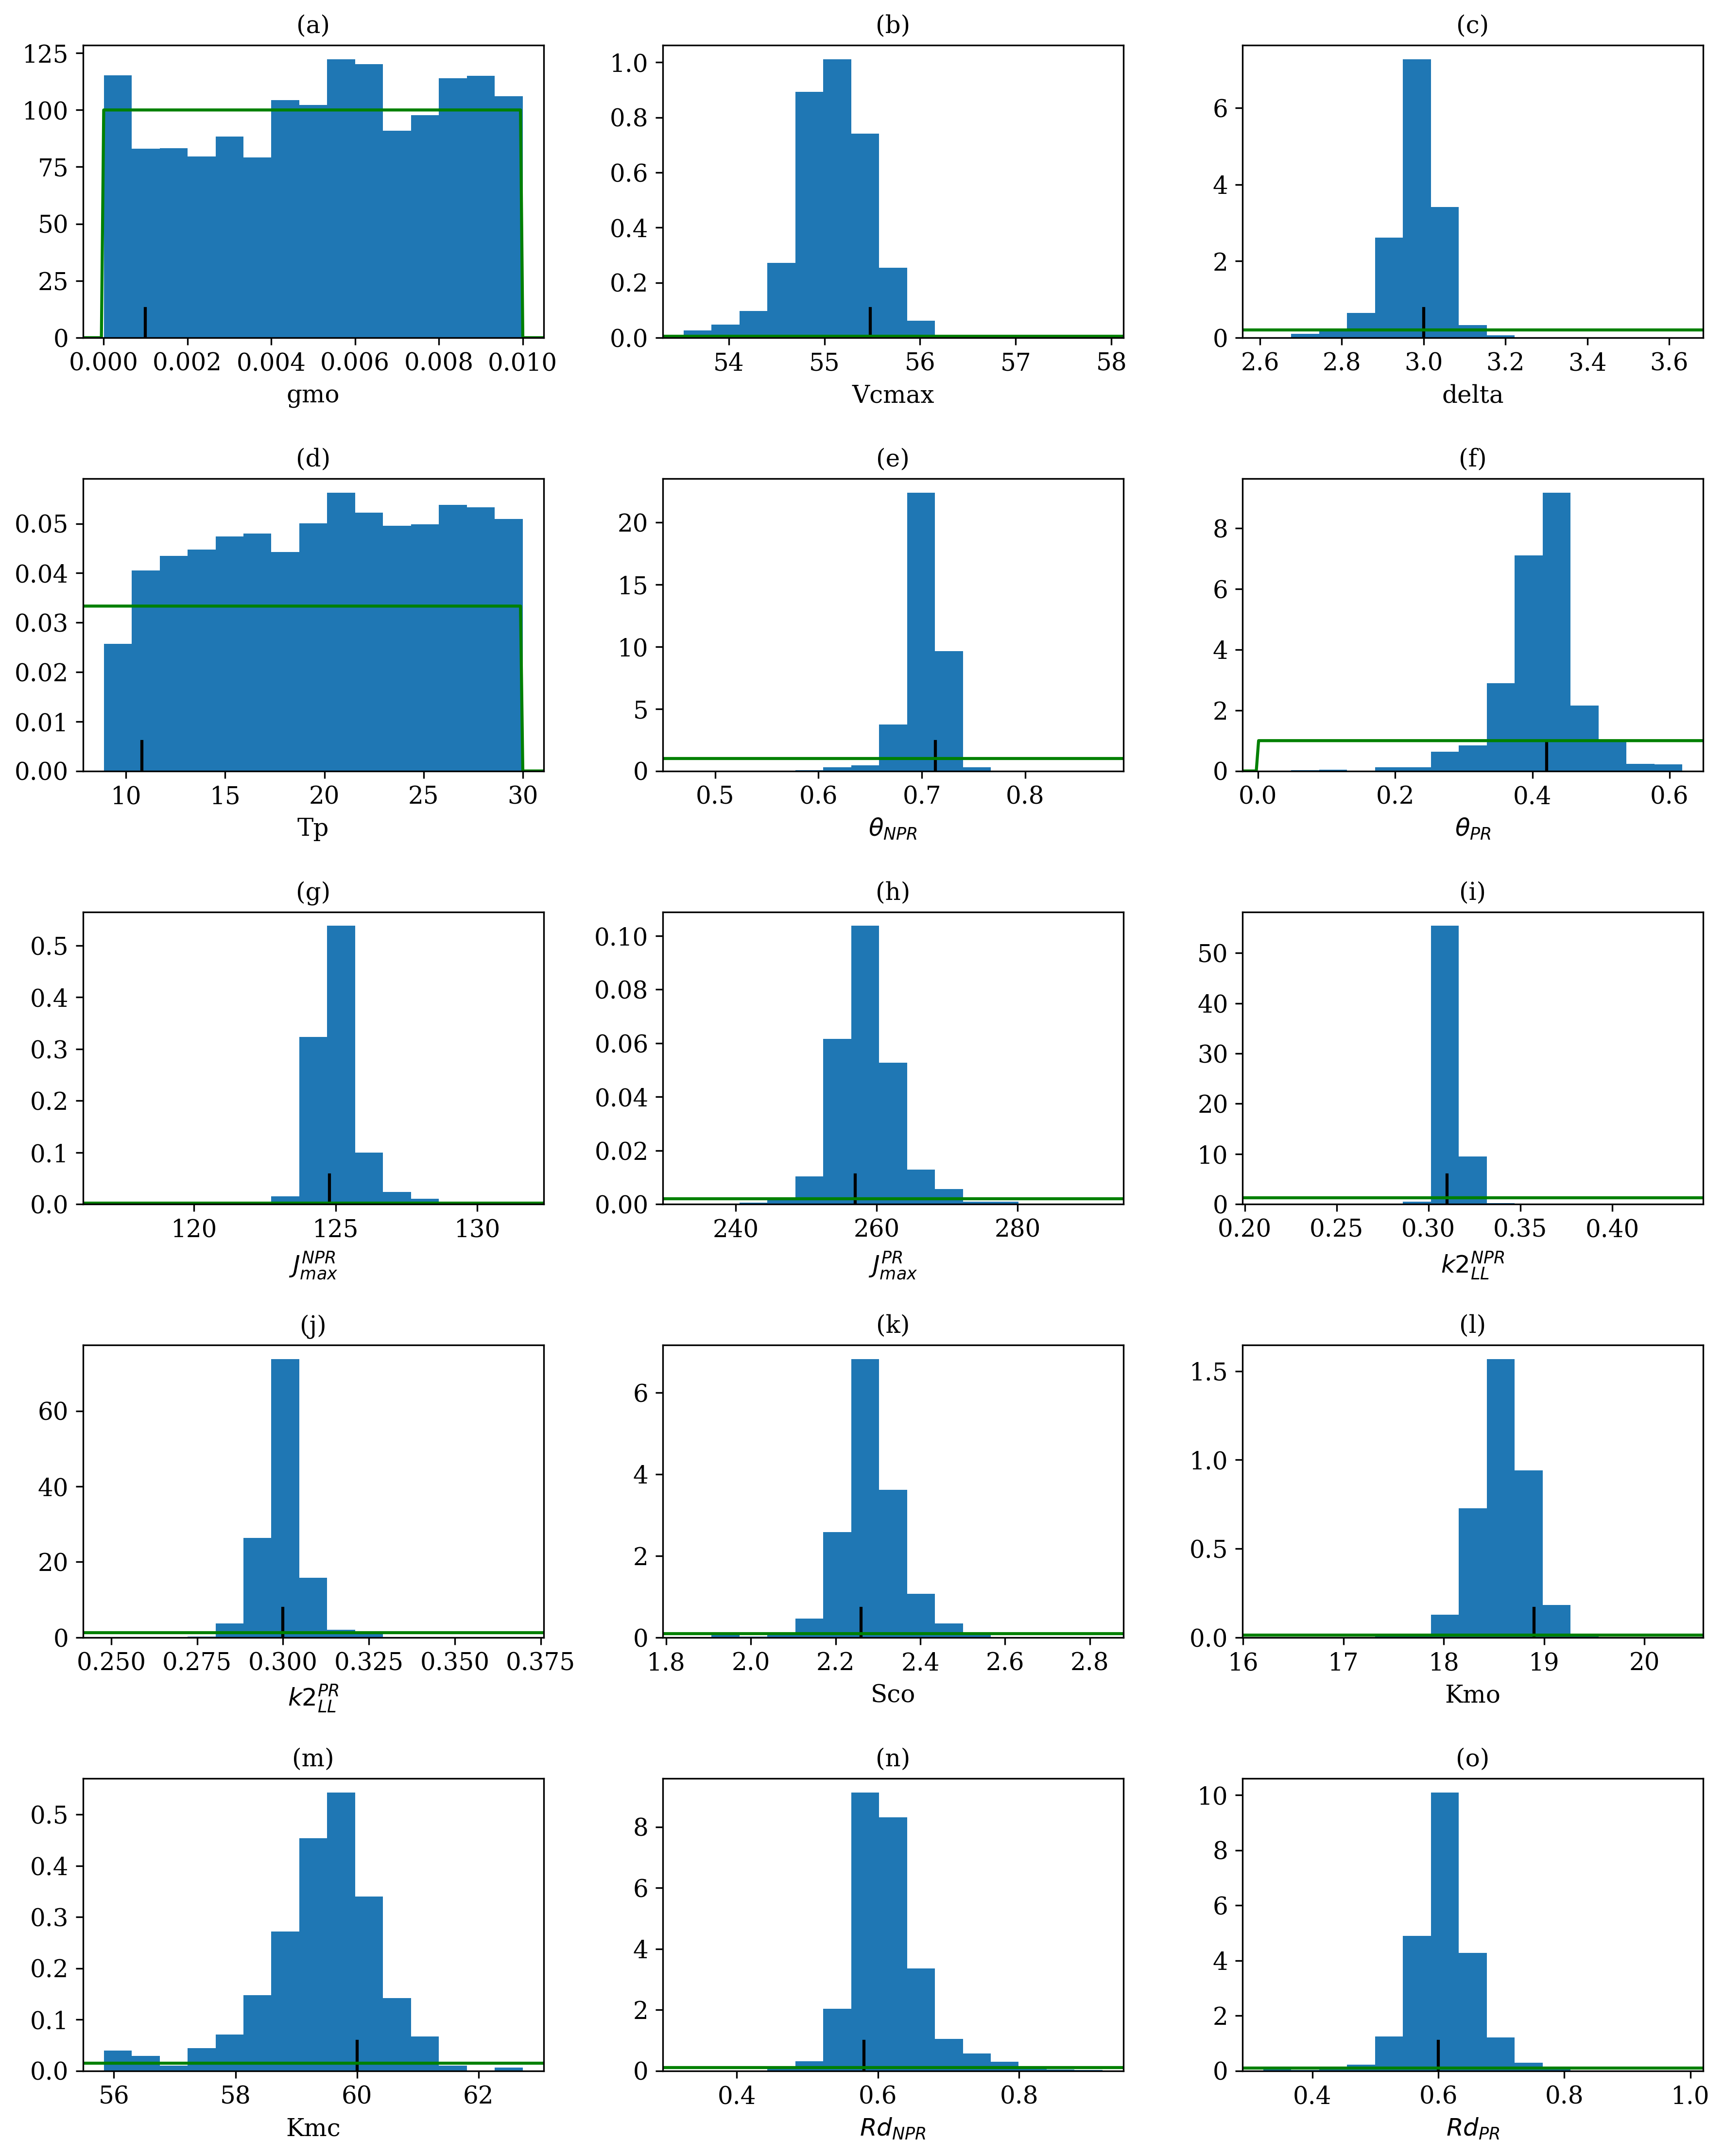 (a) (b) (c)
125 100 75 50 25 0
0.000 0.002 0.004 0.006 0.008 0.010
gmo
1.0 0.8 0.6 0.4 0.2 0.0
54 55 56 57 58
Vcmax
6 4 2 0
2.6 2.8 3.0 3.2 3.4 3.6
delta
(d) (e) (f)
0.05 0.04 0.03 0.02 0.01 0.00
10 15 20 25 30
Tp
20 15 10 5 0
0.5 0.6 0.7 0.8
θ_NPR
8 6 4 2 0
0.0 0.2 0.4 0.6
θ_PR
(g) (h) (i)
0.5 0.4 0.3 0.2 0.1 0.0
120 125 130
J_max^NPR
0.10 0.08 0.06 0.04 0.02 0.00
240 260 280
J_max^PR
50 40 30 20 10 0
0.20 0.25 0.30 0.35 0.40
k2_LL^NPR
(j) (k) (l)
60 40 20 0
0.250 0.275 0.300 0.325 0.350 0.375
k2_LL^PR
6 4 2 0
1.8 2.0 2.2 2.4 2.6 2.8
Sco
1.5 1.0 0.5 0.0
16 17 18 19 20
Kmo
(m) (n) (o)
0.5 0.4 0.3 0.2 0.1 0.0
56 58 60 62
Kmc
8 6 4 2 0
0.4 0.6 0.8
Rd_NPR
10 8 6 4 2 0
0.4 0.6 0.8 1.0
Rd_PR